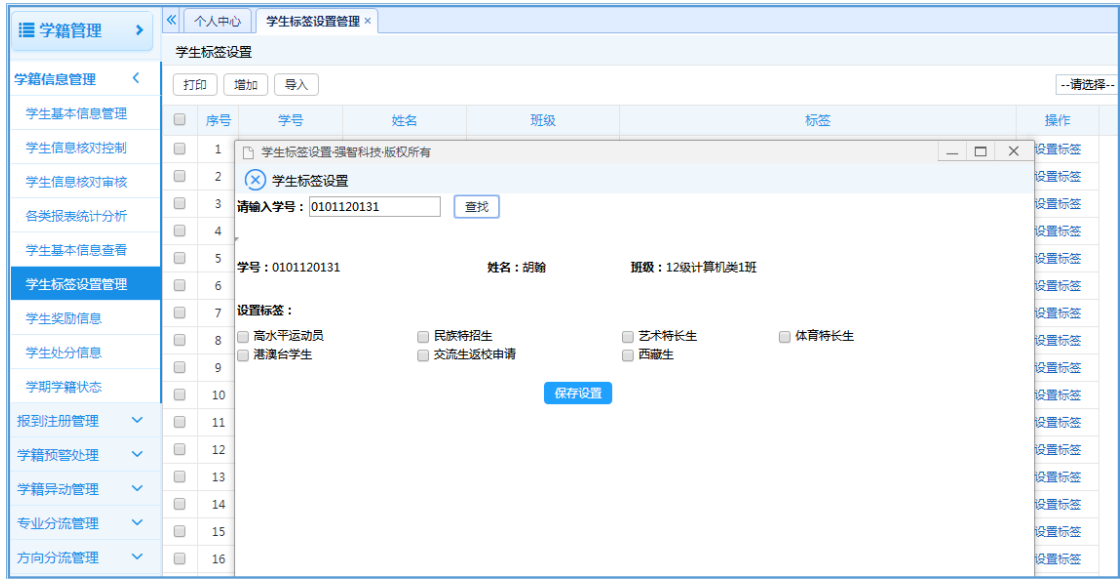 学籍管理
个人中心 学生标签设置管理 ×
学生标签设置
学籍信息管理
打印 增加 导入 --请选择--
学生基本信息管理
学生信息核对控制
学生信息核对审核
各类报表统计分析
学生基本信息查看
学生标签设置管理
学生奖励信息
学生处分信息
学期学籍状态
报到注册管理
学籍预警处理
学籍异动管理
专业分流管理
方向分流管理
序号 学号 姓名 班级 标签 操作
1 设置标签
2 设置标签
3 设置标签
4 设置标签
5 设置标签
6 设置标签
7 设置标签
8 设置标签
9 设置标签
10 设置标签
11 设置标签
12 设置标签
13 设置标签
14 设置标签
15 设置标签
16 设置标签
学生标签设置-强智科技·版权所有
学生标签设置
请输入学号：0101120131 查找
学号：0101120131 姓名：胡翰 班级：12级计算机类1班
设置标签：
高水平运动员 民族特招生 艺术特长生 体育特长生
港澳台学生 交流生返校申请 西藏生
保存设置